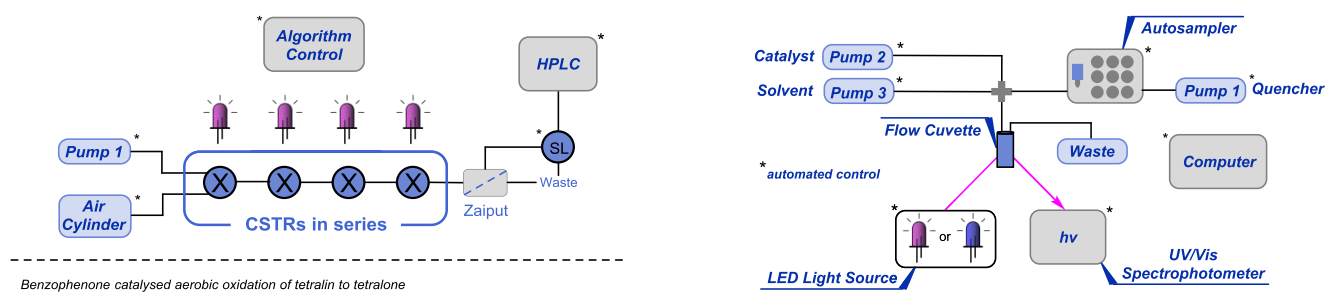 *
Algorithm
Control
*
HPLC
*
Pump 1
*
Air
Cylinder
X X X X
CSTRs in series
*
SL
Waste
Zaiput
Benzophenone catalysed aerobic oxidation of tetralin to tetralone
Autosampler
*
Catalyst Pump 2
*
Solvent Pump 3
*
Pump 1
*
Quencher
Flow Cuvette
Waste
*
Computer
*automated control
*
or
*
hv
LED Light Source
UV/Vis
Spectrophotometer